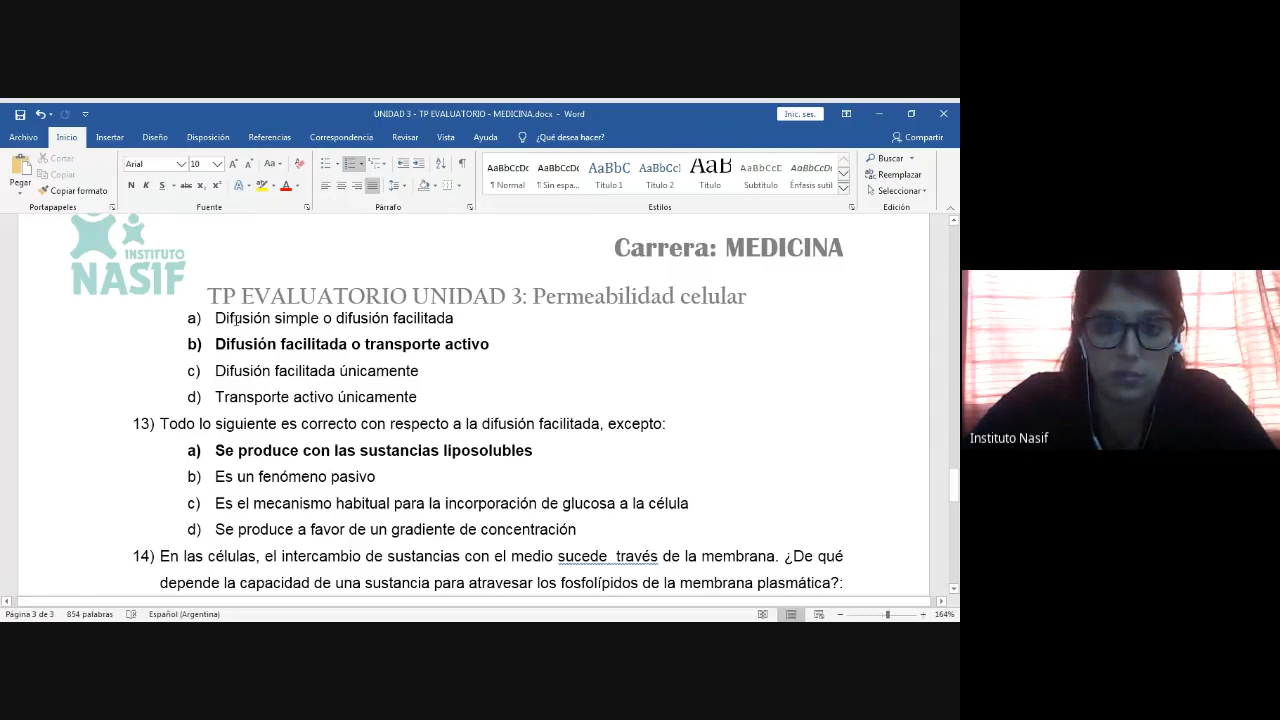 UNIDAD 3 - TP EVALUATORIO - MEDICINA.docx - Word
Inic. ses.
Archivo Inicio Insertar Diseño Disposición Referencias Correspondencia Revisar Vista Ayuda ¿Qué desea hacer? Compartir
Pegar
Cortar
Copiar
Copiar formato
Arial 10
N K S abc x₂ x²
AaBbCcDc AaBbCcDc AaBbC AaBbCcl AaB AaBbCcD AaBbCcDc
¶ Normal ¶ Sin espa... Título 1 Título 2 Título Subtítulo Énfasis sutil
Buscar
Reemplazar
Seleccionar
Portapapeles Fuente Párrafo Estilos Edición
INSTITUTO
NASIF
Carrera: MEDICINA
TP EVALUATORIO UNIDAD 3: Permeabilidad celular
a) Difusión simple o difusión facilitada
b) Difusión facilitada o transporte activo
c) Difusión facilitada únicamente
d) Transporte activo únicamente
13) Todo lo siguiente es correcto con respecto a la difusión facilitada, excepto:
a) Se produce con las sustancias liposolubles
b) Es un fenómeno pasivo
c) Es el mecanismo habitual para la incorporación de glucosa a la célula
d) Se produce a favor de un gradiente de concentración
14) En las células, el intercambio de sustancias con el medio sucede través de la membrana. ¿De qué
depende la capacidad de una sustancia para atravesar los fosfolípidos de la membrana plasmática?:
Página 3 de 3 854 palabras Español (Argentina) 164%
Instituto Nasif